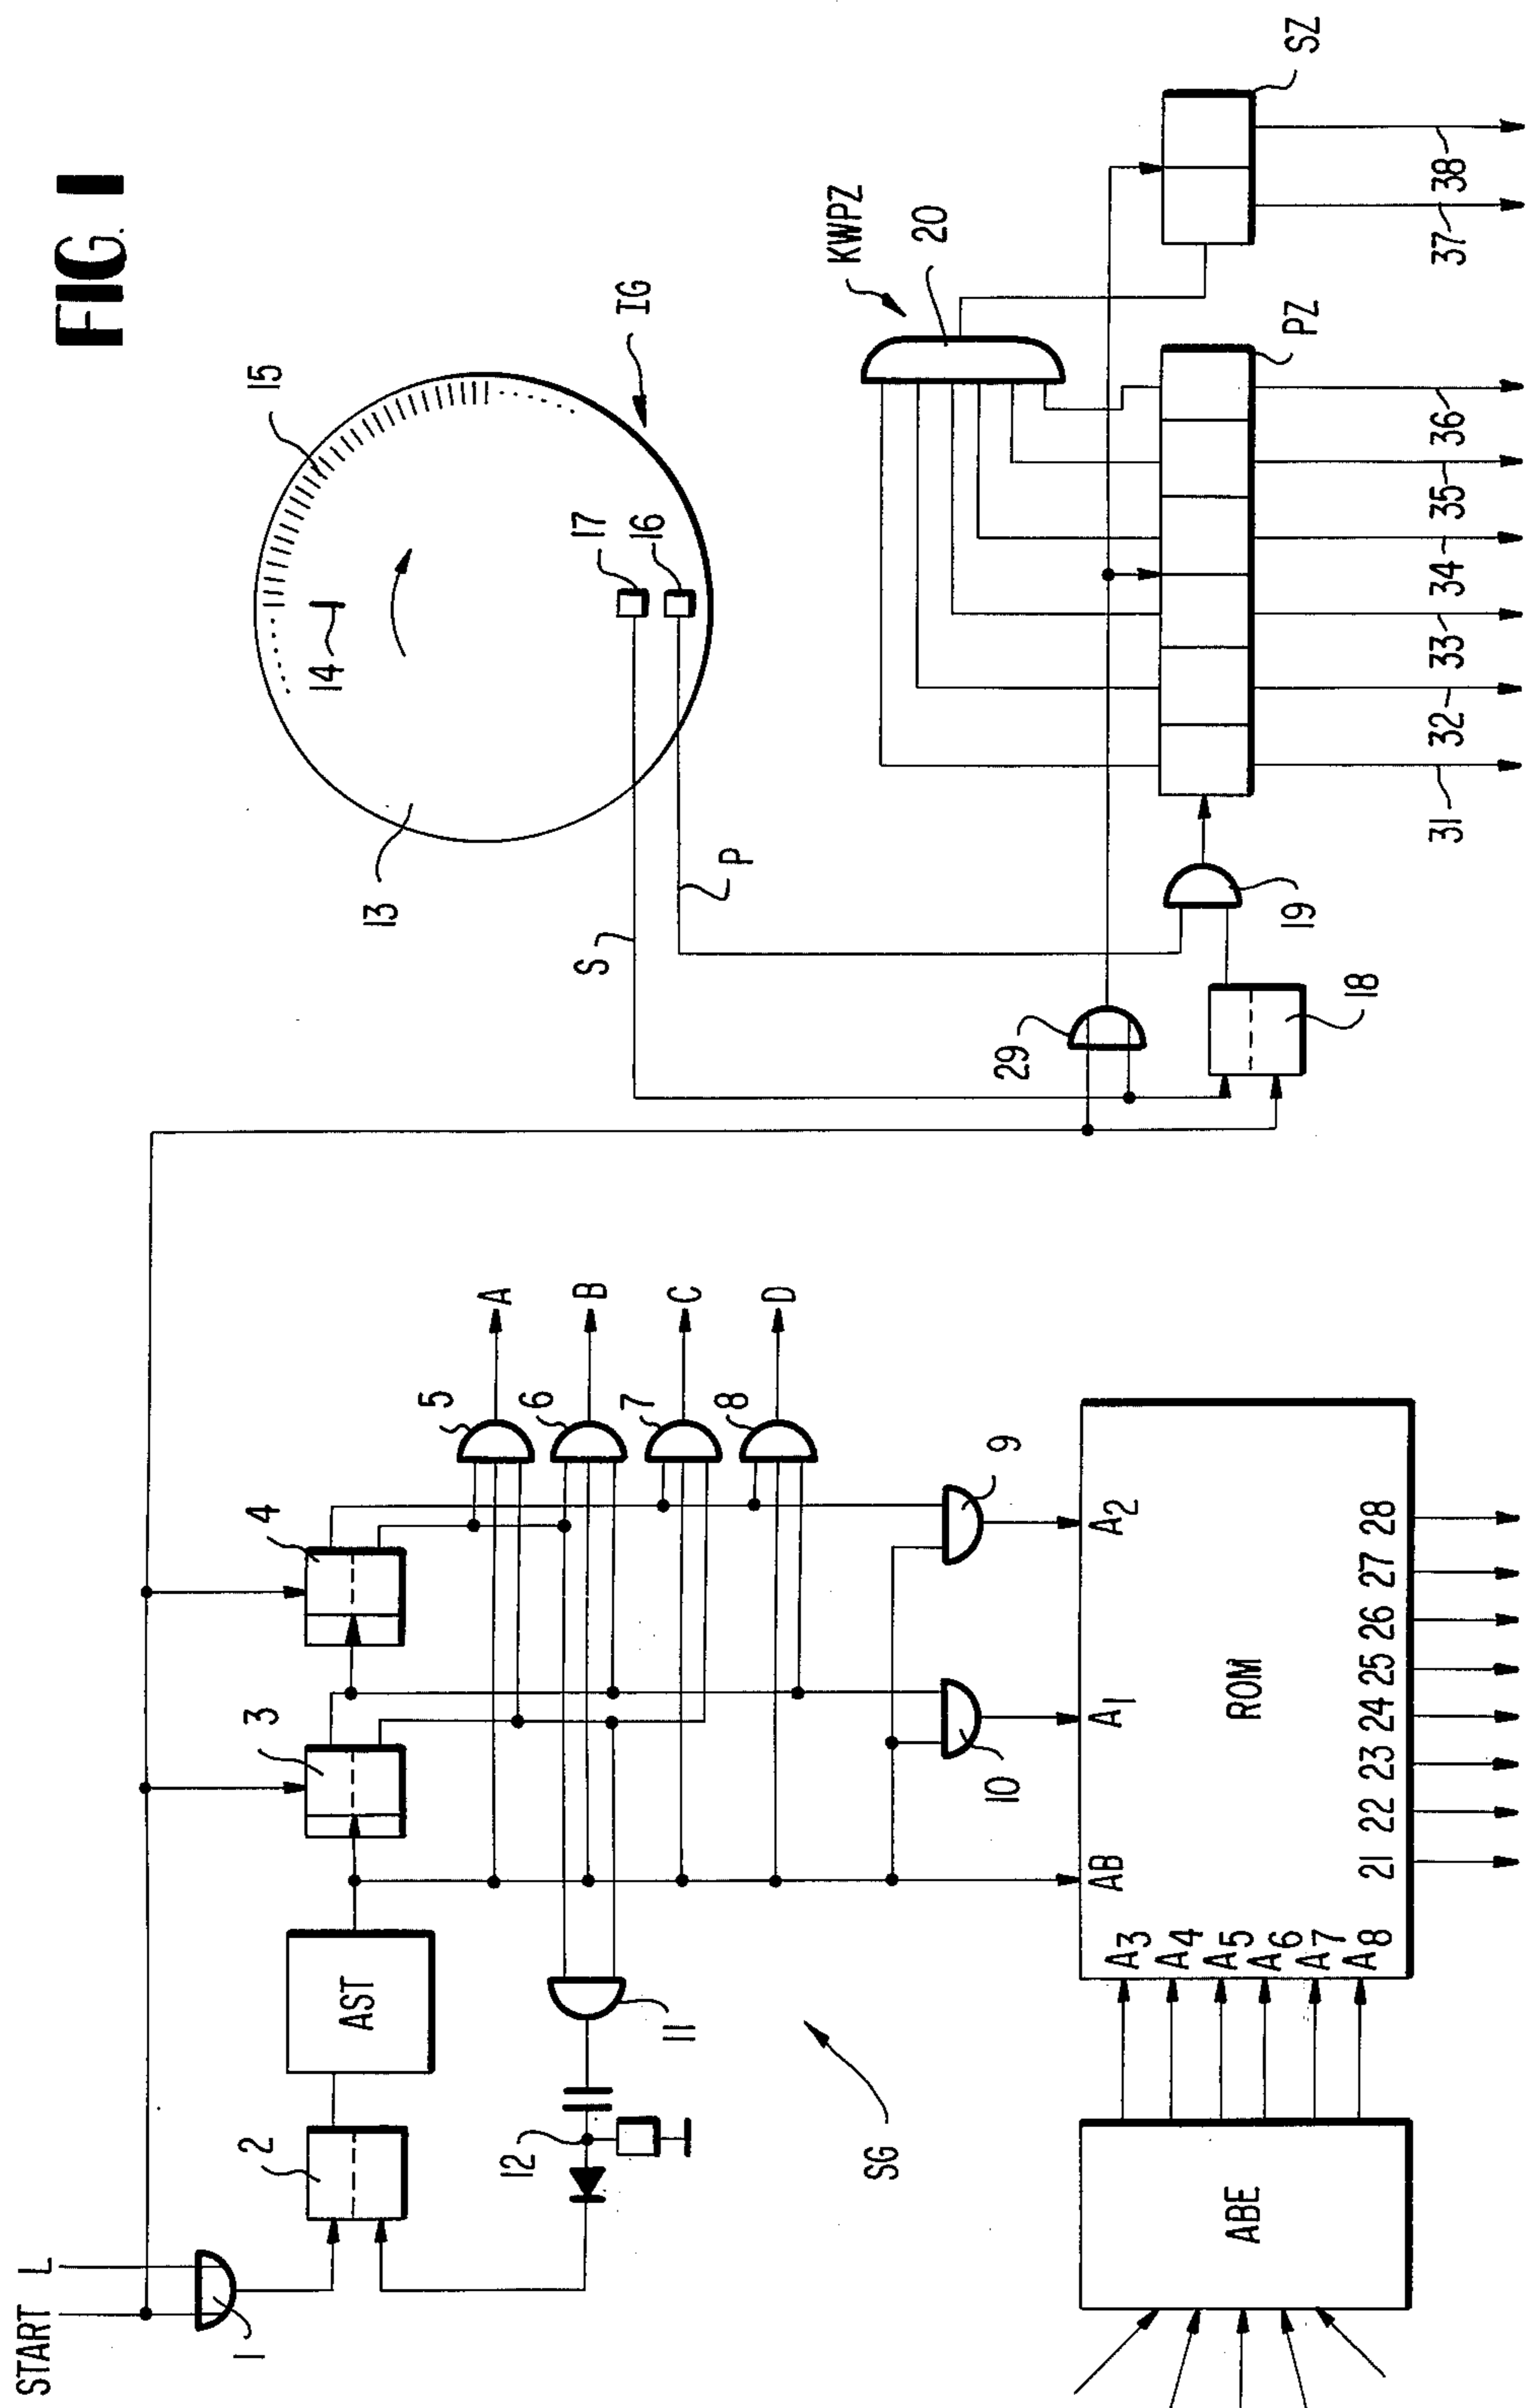 FIG. 1
START L
1
2
AST
3
4
5
6
7
8
A
B
C
D
11
12
SG
9
10
AB
A1
A2
ROM
A3
A4
A5
A6
A7
A8
ABE
21 22 23 24 25 26 27 28
13
14
15
IG
17
16
S
P
29
18
19
KWPZ
20
SZ
PZ
31 32 33 34 35 36 37 38